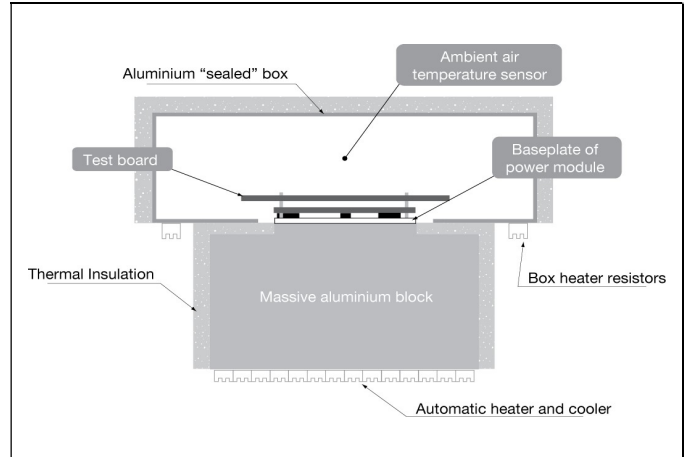 Ambient air
temperature sensor
Aluminium “sealed” box
Test board
Baseplate of
power module
Thermal Insulation
Massive aluminium block
Box heater resistors
Automatic heater and cooler